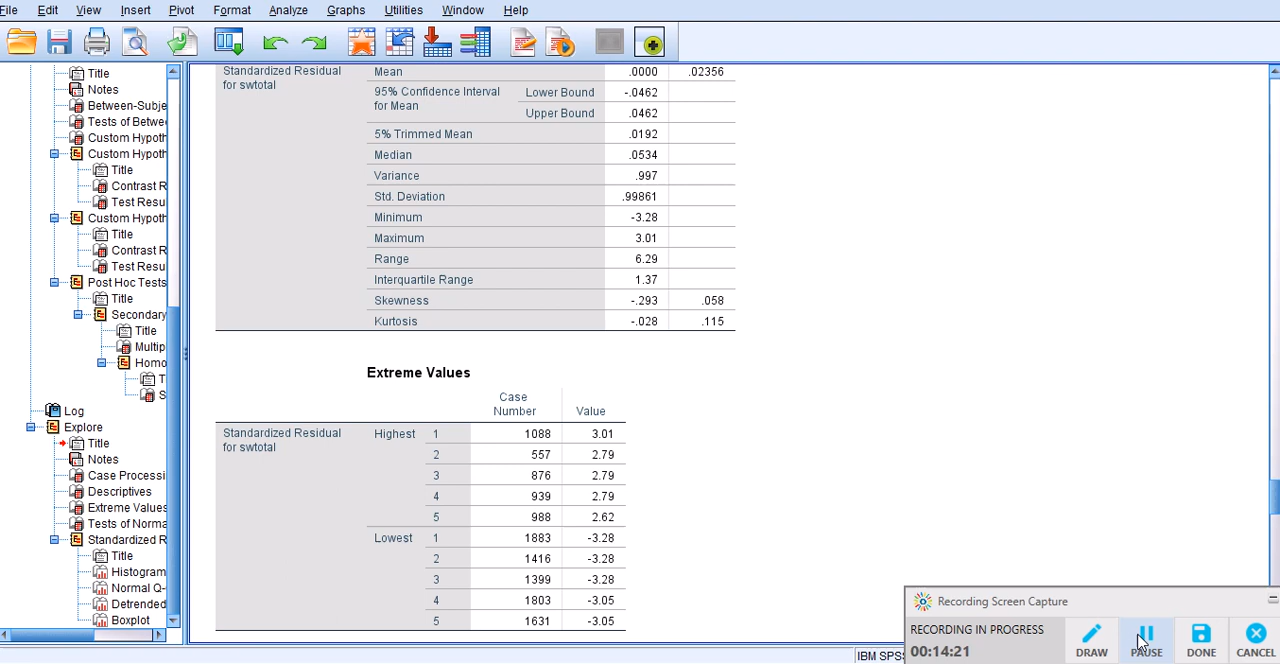 File Edit View Insert Pivot Format Analyze Graphs Utilities Window Help
Title
Notes
Between-Subje
Tests of Betwe
Custom Hypoth
Custom Hypoth
Title
Contrast R
Test Resu
Custom Hypoth
Title
Contrast R
Test Resu
Post Hoc Tests
Title
Secondary
Title
Multip
Homo
T
S
Log
Explore
Title
Notes
Case Processi
Descriptives
Extreme Values
Tests of Norma
Standardized R
Title
Histogram
Normal Q-
Detrended
Boxplot
Standardized Residual Mean .0000 .02356
for swtotal
95% Confidence Interval Lower Bound -.0462
for Mean Upper Bound .0462
5% Trimmed Mean .0192
Median .0534
Variance .997
Std. Deviation .99861
Minimum -3.28
Maximum 3.01
Range 6.29
Interquartile Range 1.37
Skewness -.293 .058
Kurtosis -.028 .115
Extreme Values
Case
Number Value
Standardized Residual Highest 1 1088 3.01
for swtotal
2 557 2.79
3 876 2.79
4 939 2.79
5 988 2.62
Lowest 1 1883 -3.28
2 1416 -3.28
3 1399 -3.28
4 1803 -3.05
5 1631 -3.05
Recording Screen Capture
RECORDING IN PROGRESS
00:14:21
DRAW PAUSE DONE CANCEL
IBM SPSS